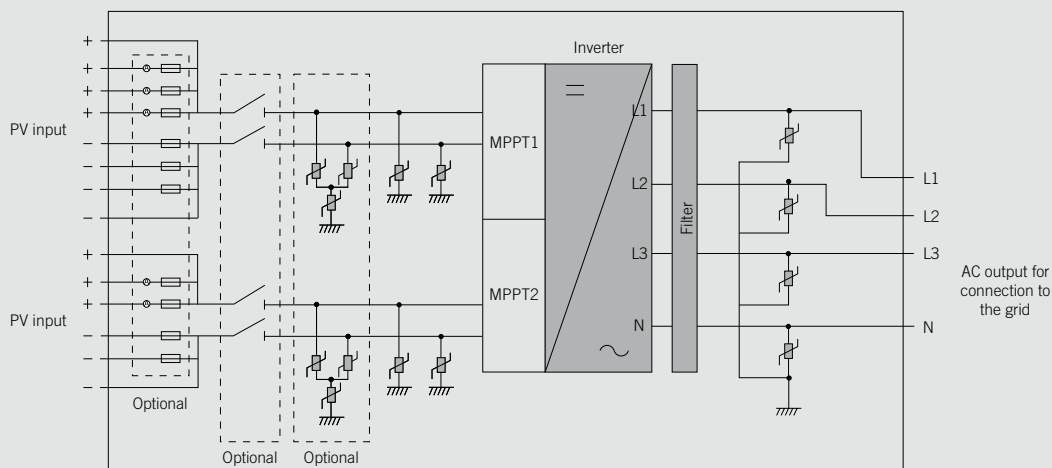 Inverter
+
+
+
+
PV input
−
−
−
−
MPPT1
L1
L2
L1
L2
Filter
+
+
+
PV input
−
−
−
MPPT2
L3
N
L3
N
AC output for
connection to
the grid
Optional
Optional
Optional